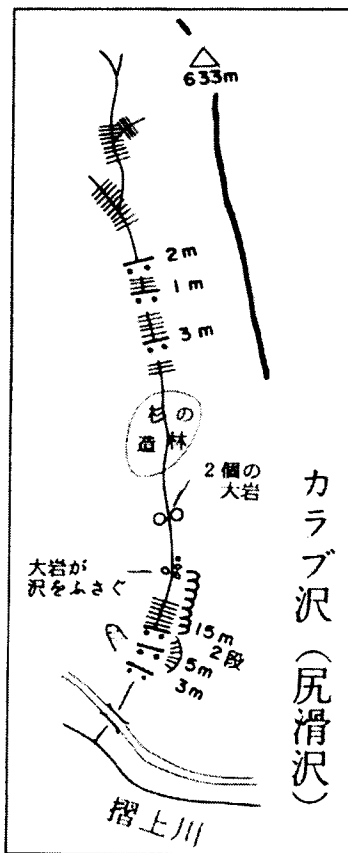 633m
2m
1m
3m
杉の
造林
2個の
大岩
大岩が
沢をふさぐ
15m
2段
5m
3m
摺上川
カラブ沢（尻滑沢）